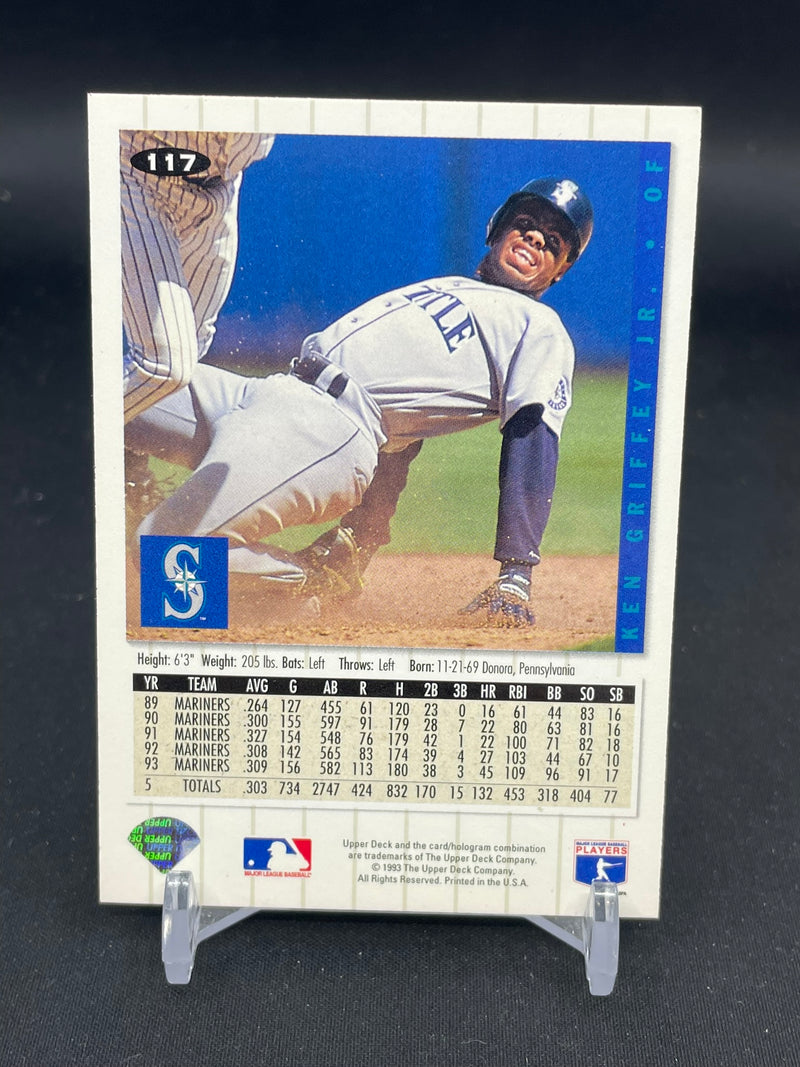 117
KEN GRIFFEY JR. • OF
TTLE
S
™
Height: 6'3" Weight: 205 lbs. Bats: Left Throws: Left Born: 11-21-69 Donora, Pennsylvania
YR TEAM AVG G AB R H 2B 3B HR RBI BB SO SB
89 MARINERS .264 127 455 61 120 23 0 16 61 44 83 16
90 MARINERS .300 155 597 91 179 28 7 22 80 63 81 16
91 MARINERS .327 154 548 76 179 42 1 22 100 71 82 18
92 MARINERS .308 142 565 83 174 39 4 27 103 44 67 10
93 MARINERS .309 156 582 113 180 38 3 45 109 96 91 17
5 TOTALS .303 734 2747 424 832 170 15 132 453 318 404 77
UPPER DECK
MAJOR LEAGUE BASEBALL
Upper Deck and the card/hologram combination
are trademarks of The Upper Deck Company.
© 1993 The Upper Deck Company.
All Rights Reserved. Printed in the U.S.A.
MAJOR LEAGUE BASEBALL
PLAYERS